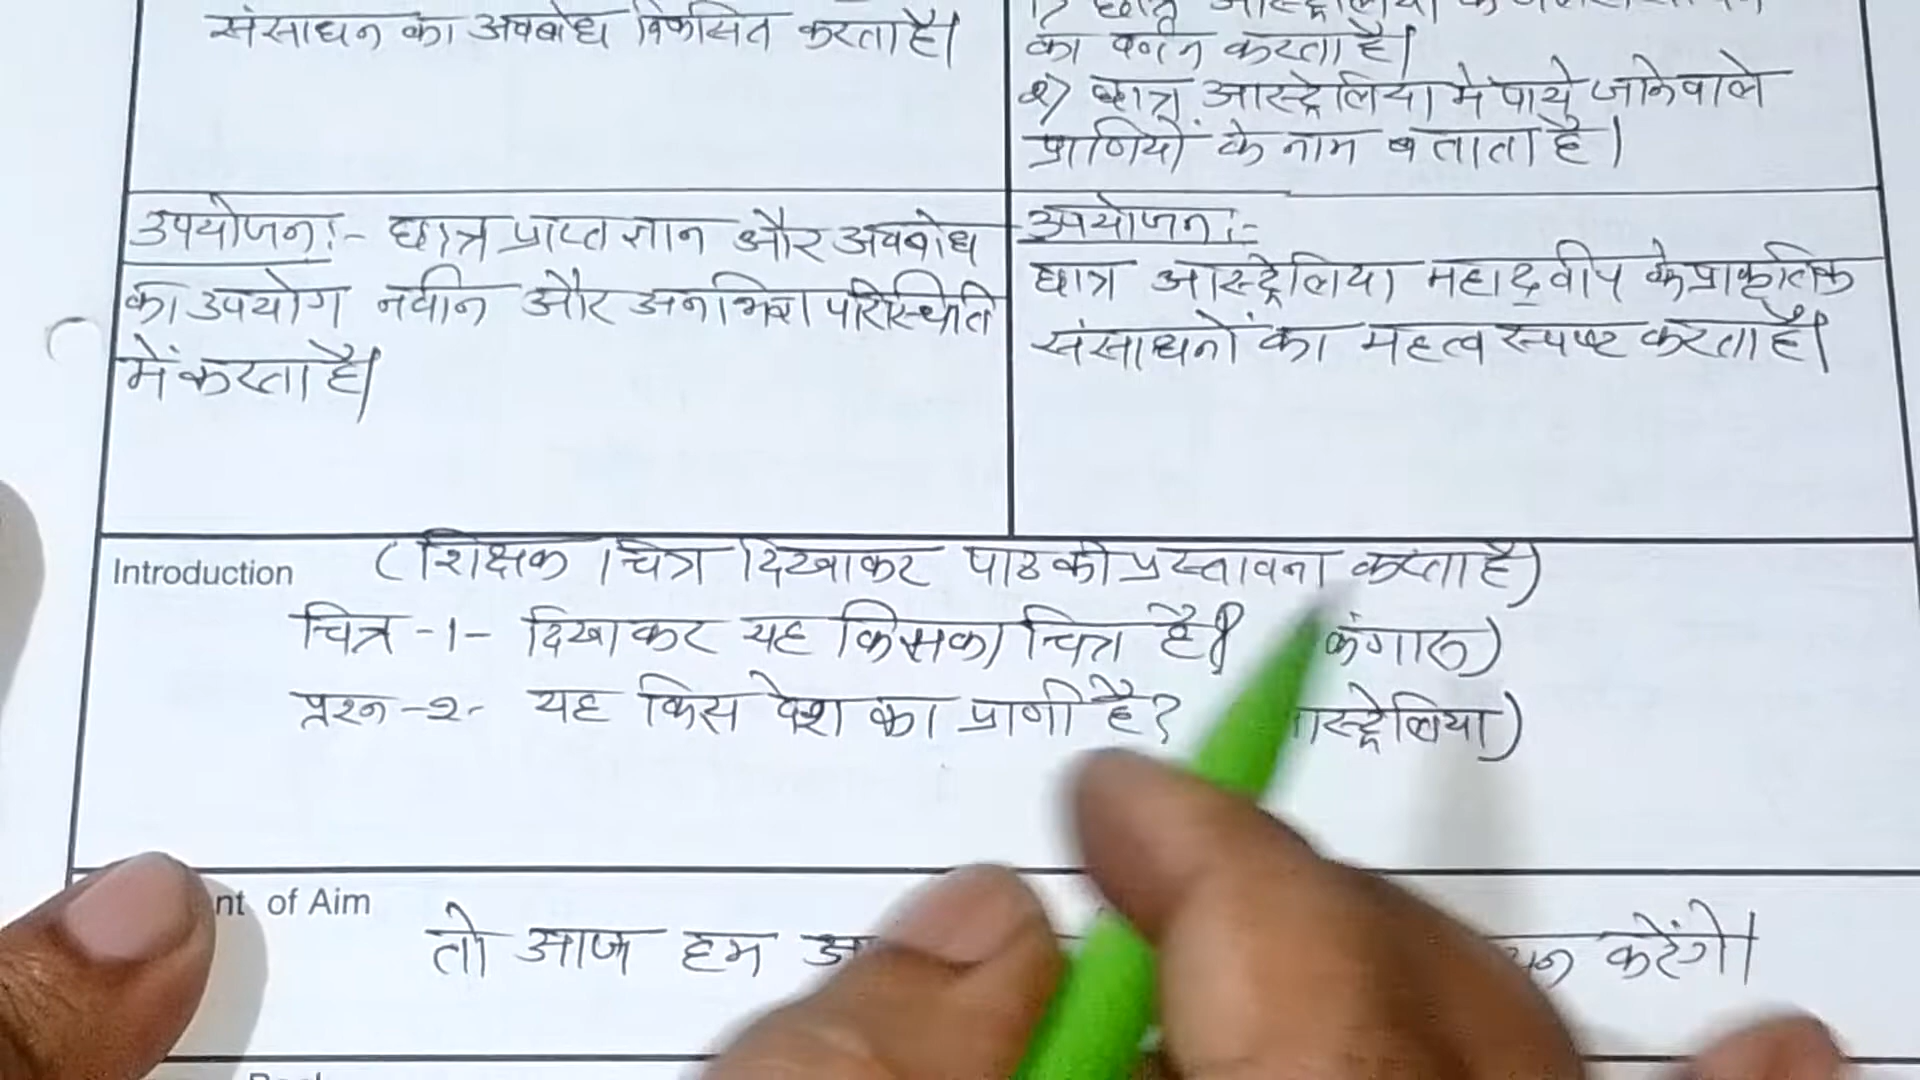 संसाधन का अवबोध विकसित करता है।
का वर्णन करता है।
२) छात्र आस्ट्रेलिया मे पाये जानेवाले
प्राणियों के नाम बताता है।
उपयोजन:- छात्र प्राप्त ज्ञान और अवबोध
का उपयोग नवीन और अनभिज्ञ परिस्थिति
में करता है।
उपयोजन:-
छात्र आस्ट्रेलिया महाद्वीप के प्राकृतिक
संसाधनों का महत्व स्पष्ट करता है।
Introduction (शिक्षक चित्र दिखाकर पाठ की प्रस्तावना करता है)
चित्र -1- दिखाकर यह किसका चित्र है? कंगारू)
प्रश्न -2- यह किस देश का प्राणी है? ास्ट्रेलिया)
nt of Aim
तो आज हम करेंगे।